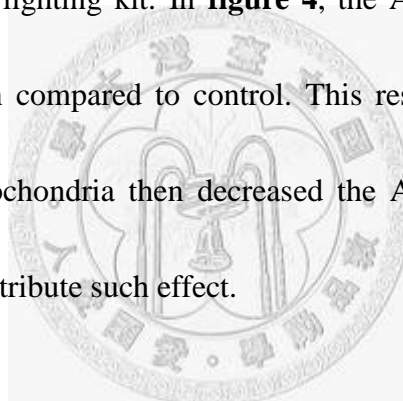 lighting kit. In figure 4, the A
compared to control. This res
ochondria then decreased the A
tribute such effect.